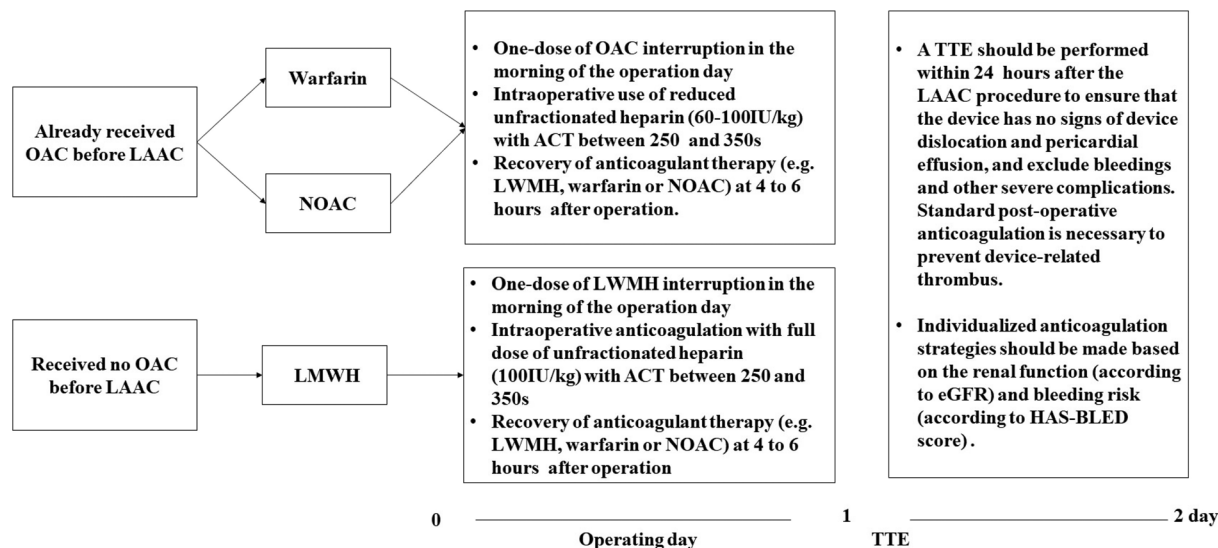 Already received
OAC before LAAC
Warfarin
NOAC
• One-dose of OAC interruption in the
morning of the operation day
• Intraoperative use of reduced
unfractionated heparin (60-100IU/kg)
with ACT between 250 and 350s
• Recovery of anticoagulant therapy (e.g.
LWMH, warfarin or NOAC) at 4 to 6
hours after operation.
Received no OAC
before LAAC
LMWH
• One-dose of LWMH interruption in the
morning of the operation day
• Intraoperative anticoagulation with full
dose of unfractionated heparin
(100IU/kg) with ACT between 250 and
350s
• Recovery of anticoagulant therapy (e.g.
LWMH, warfarin or NOAC) at 4 to 6
hours after operation
• A TTE should be performed
within 24 hours after the
LAAC procedure to ensure that
the device has no signs of device
dislocation and pericardial
effusion, and exclude bleedings
and other severe complications.
Standard post-operative
anticoagulation is necessary to
prevent device-related
thrombus.
• Individualized anticoagulation
strategies should be made based
on the renal function (according
to eGFR) and bleeding risk
(according to HAS-BLED
score) .
0
1
2 day
Operating day
TTE